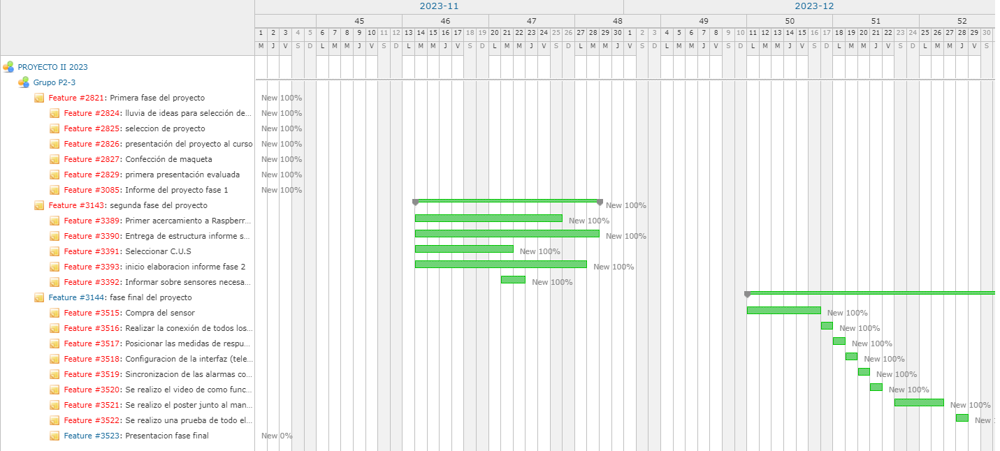 2023-11 2023-12
45 46 47 48 49 50 51 52
1 2 3 4 5 6 7 8 9 10 11 12 13 14 15 16 17 18 19 20 21 22 23 24 25 26 27 28 29 30 1 2 3 4 5 6 7 8 9 10 11 12 13 14 15 16 17 18 19 20 21 22 23 24 25 26 27 28 29 30
M J V S D L M M J V S D L M M J V S D L M M J V S D L M M J V S D L M M J V S D L M M J V S D L M M J V S D L M M J V S
PROYECTO II 2023
Grupo P2-3
Feature #2821: Primera fase del proyecto New 100%
Feature #2824: lluvia de ideas para selección de... New 100%
Feature #2825: seleccion de proyecto New 100%
Feature #2826: presentación del proyecto al curso New 100%
Feature #2827: Confección de maqueta New 100%
Feature #2829: primera presentación evaluada New 100%
Feature #3085: Informe del proyecto fase 1 New 100%
Feature #3143: segunda fase del proyecto New 100%
Feature #3389: Primer acercamiento a Raspberr... New 100%
Feature #3390: Entrega de estructura informe s... New 100%
Feature #3391: Seleccionar C.U.S New 100%
Feature #3393: inicio elaboracion informe fase 2 New 100%
Feature #3392: Informar sobre sensores necesa... New 100%
Feature #3144: fase final del proyecto
Feature #3515: Compra del sensor New 100%
Feature #3516: Realizar la conexión de todos los... New 100%
Feature #3517: Posicionar las medidas de respu... New 100%
Feature #3518: Configuracion de la interfaz (tele... New 100%
Feature #3519: Sincronizacion de las alarmas co... New 100%
Feature #3520: Se realizo el video de como func... New 100%
Feature #3521: Se realizo el poster junto al man... New 100%
Feature #3522: Se realizo una prueba de todo el... New
Feature #3523: Presentacion fase final New 0%